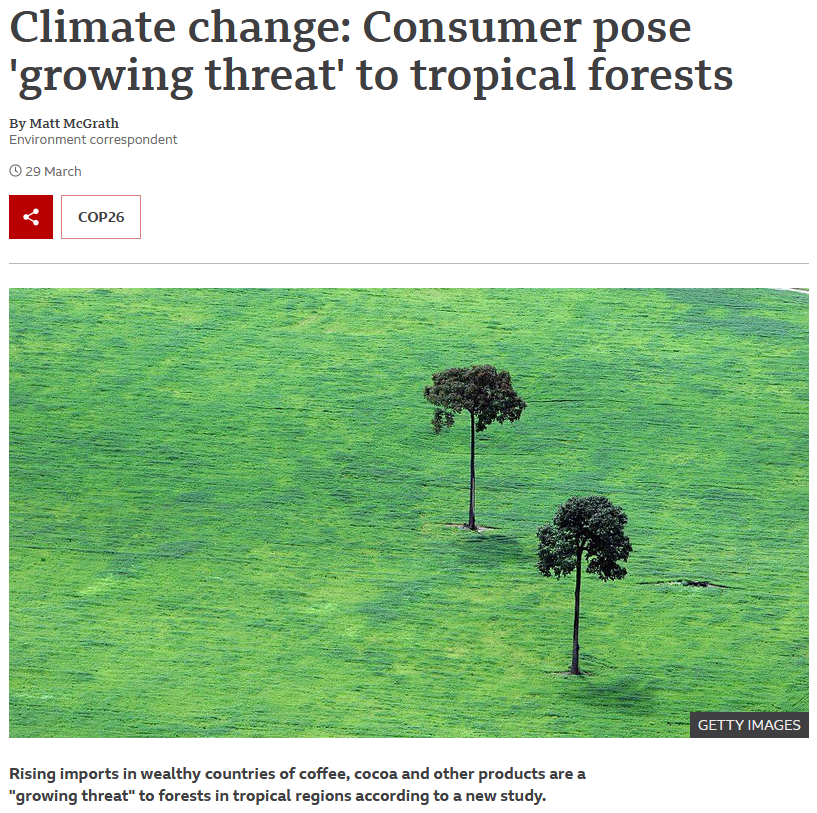 Climate change: Consumer pose
'growing threat' to tropical forests
By Matt McGrath
Environment correspondent
29 March
COP26
GETTY IMAGES
Rising imports in wealthy countries of coffee, cocoa and other products are a
"growing threat" to forests in tropical regions according to a new study.